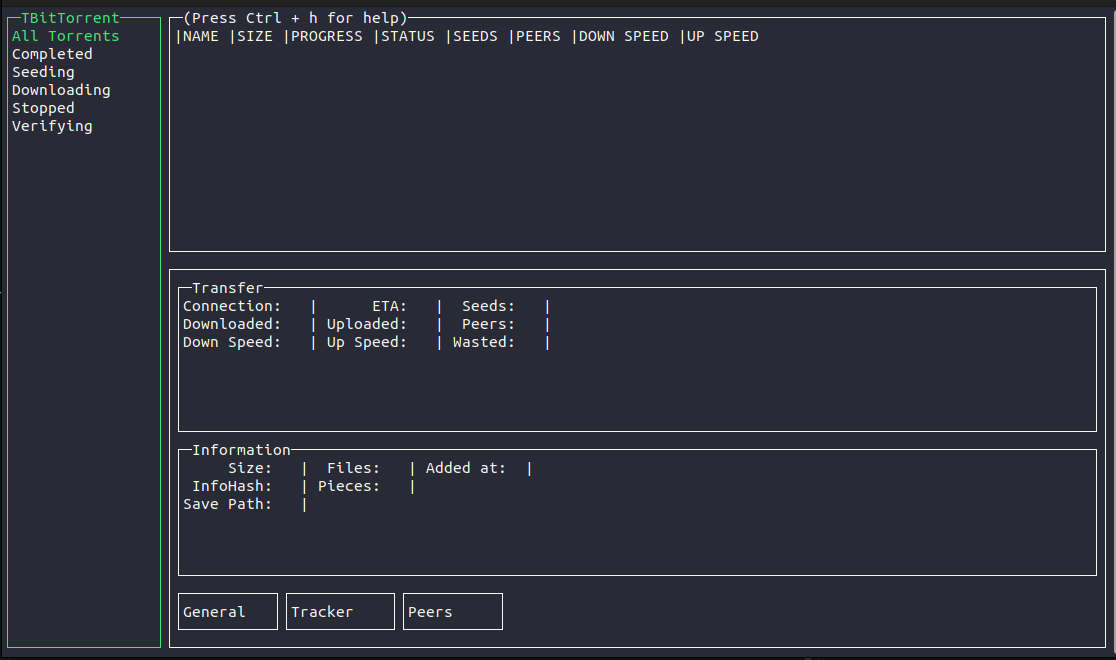 TBitTorrent
All Torrents
Completed
Seeding
Downloading
Stopped
Verifying
(Press Ctrl + h for help)
|NAME |SIZE |PROGRESS |STATUS |SEEDS |PEERS |DOWN SPEED |UP SPEED
Transfer
Connection: | ETA: | Seeds: |
Downloaded: | Uploaded: | Peers: |
Down Speed: | Up Speed: | Wasted: |
Information
Size: | Files: | Added at: |
InfoHash: | Pieces: |
Save Path: |
General Tracker Peers